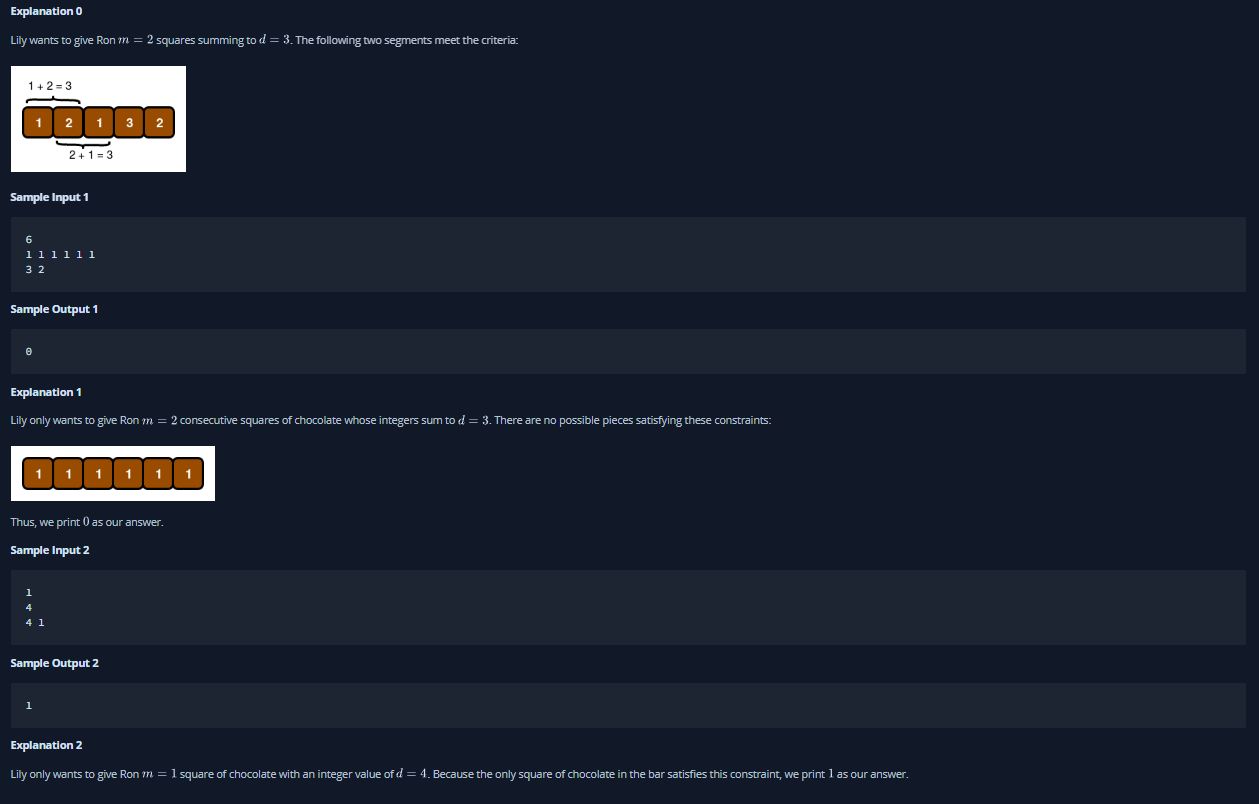 Explanation 0
Lily wants to give Ron m = 2 squares summing to d = 3. The following two segments meet the criteria:
1 + 2 = 3
1 2 1 3 2
2 + 1 = 3
Sample Input 1
6
1 1 1 1 1 1
3 2
Sample Output 1
0
Explanation 1
Lily only wants to give Ron m = 2 consecutive squares of chocolate whose integers sum to d = 3. There are no possible pieces satisfying these constraints:
1 1 1 1 1 1
Thus, we print 0 as our answer.
Sample Input 2
1
4
4 1
Sample Output 2
1
Explanation 2
Lily only wants to give Ron m = 1 square of chocolate with an integer value of d = 4. Because the only square of chocolate in the bar satisfies this constraint, we print 1 as our answer.